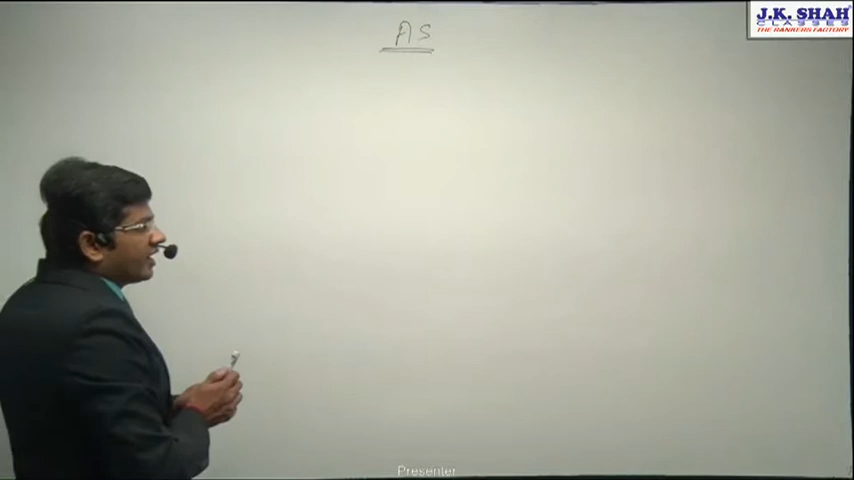 AS
J.K. SHAH
CLASSES
THE RANKERS FACTORY
Presenter